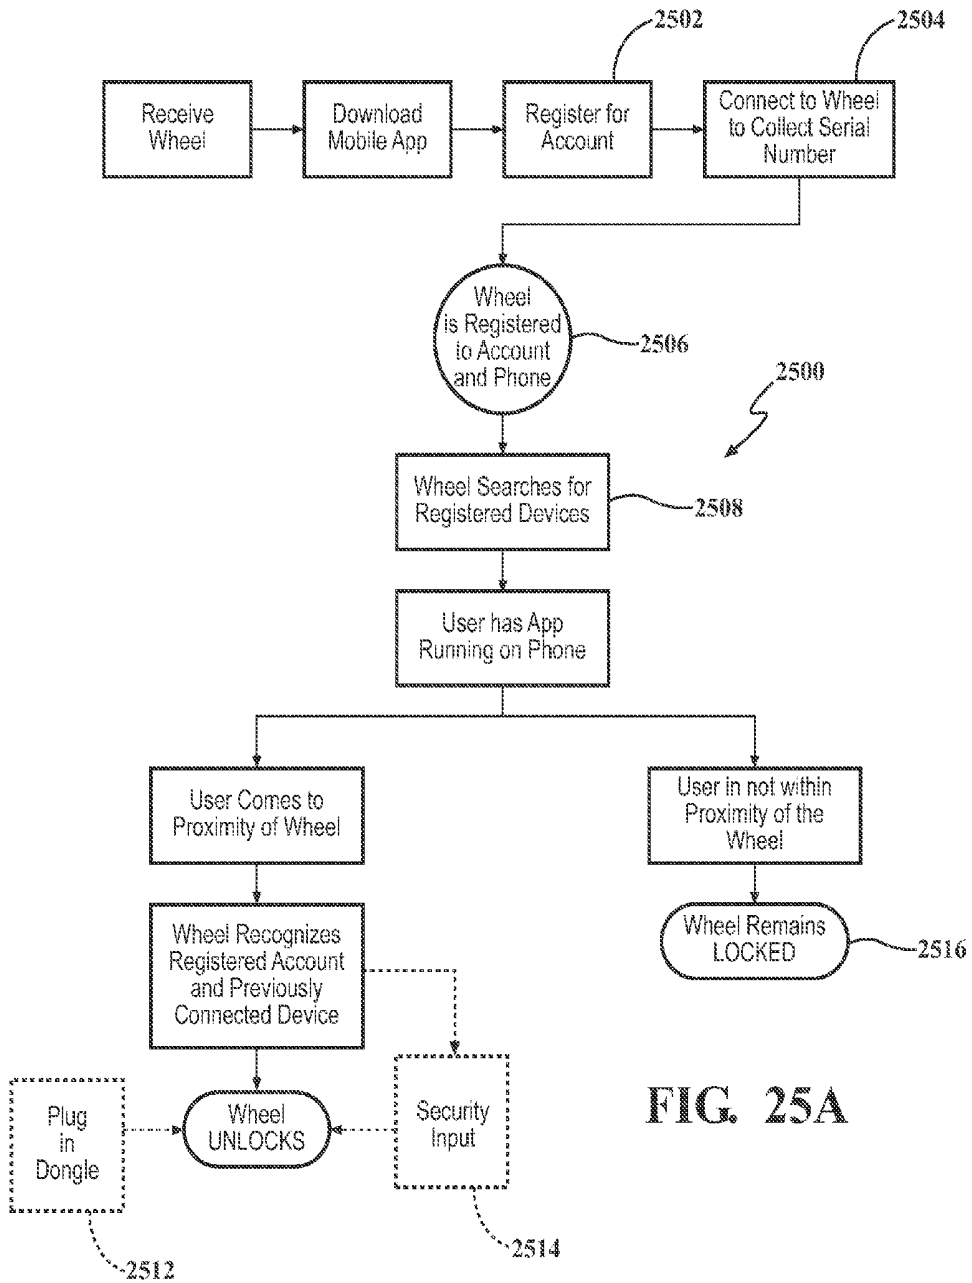 2502
2504
Receive
Wheel
Download
Mobile App
Register for
Account
Connect to Wheel
to Collect Serial
Number
Wheel
is Registered
to Account
and Phone
2506
2500
Wheel Searches for
Registered Devices
2508
User has App
Running on Phone
User Comes to
Proximity of Wheel
User in not within
Proximity of the
Wheel
Wheel Recognizes
Registered Account
and Previously
Connected Device
Wheel Remains
LOCKED
2516
Plug
in
Dongle
Wheel
UNLOCKS
Security
Input
FIG. 25A
2512
2514